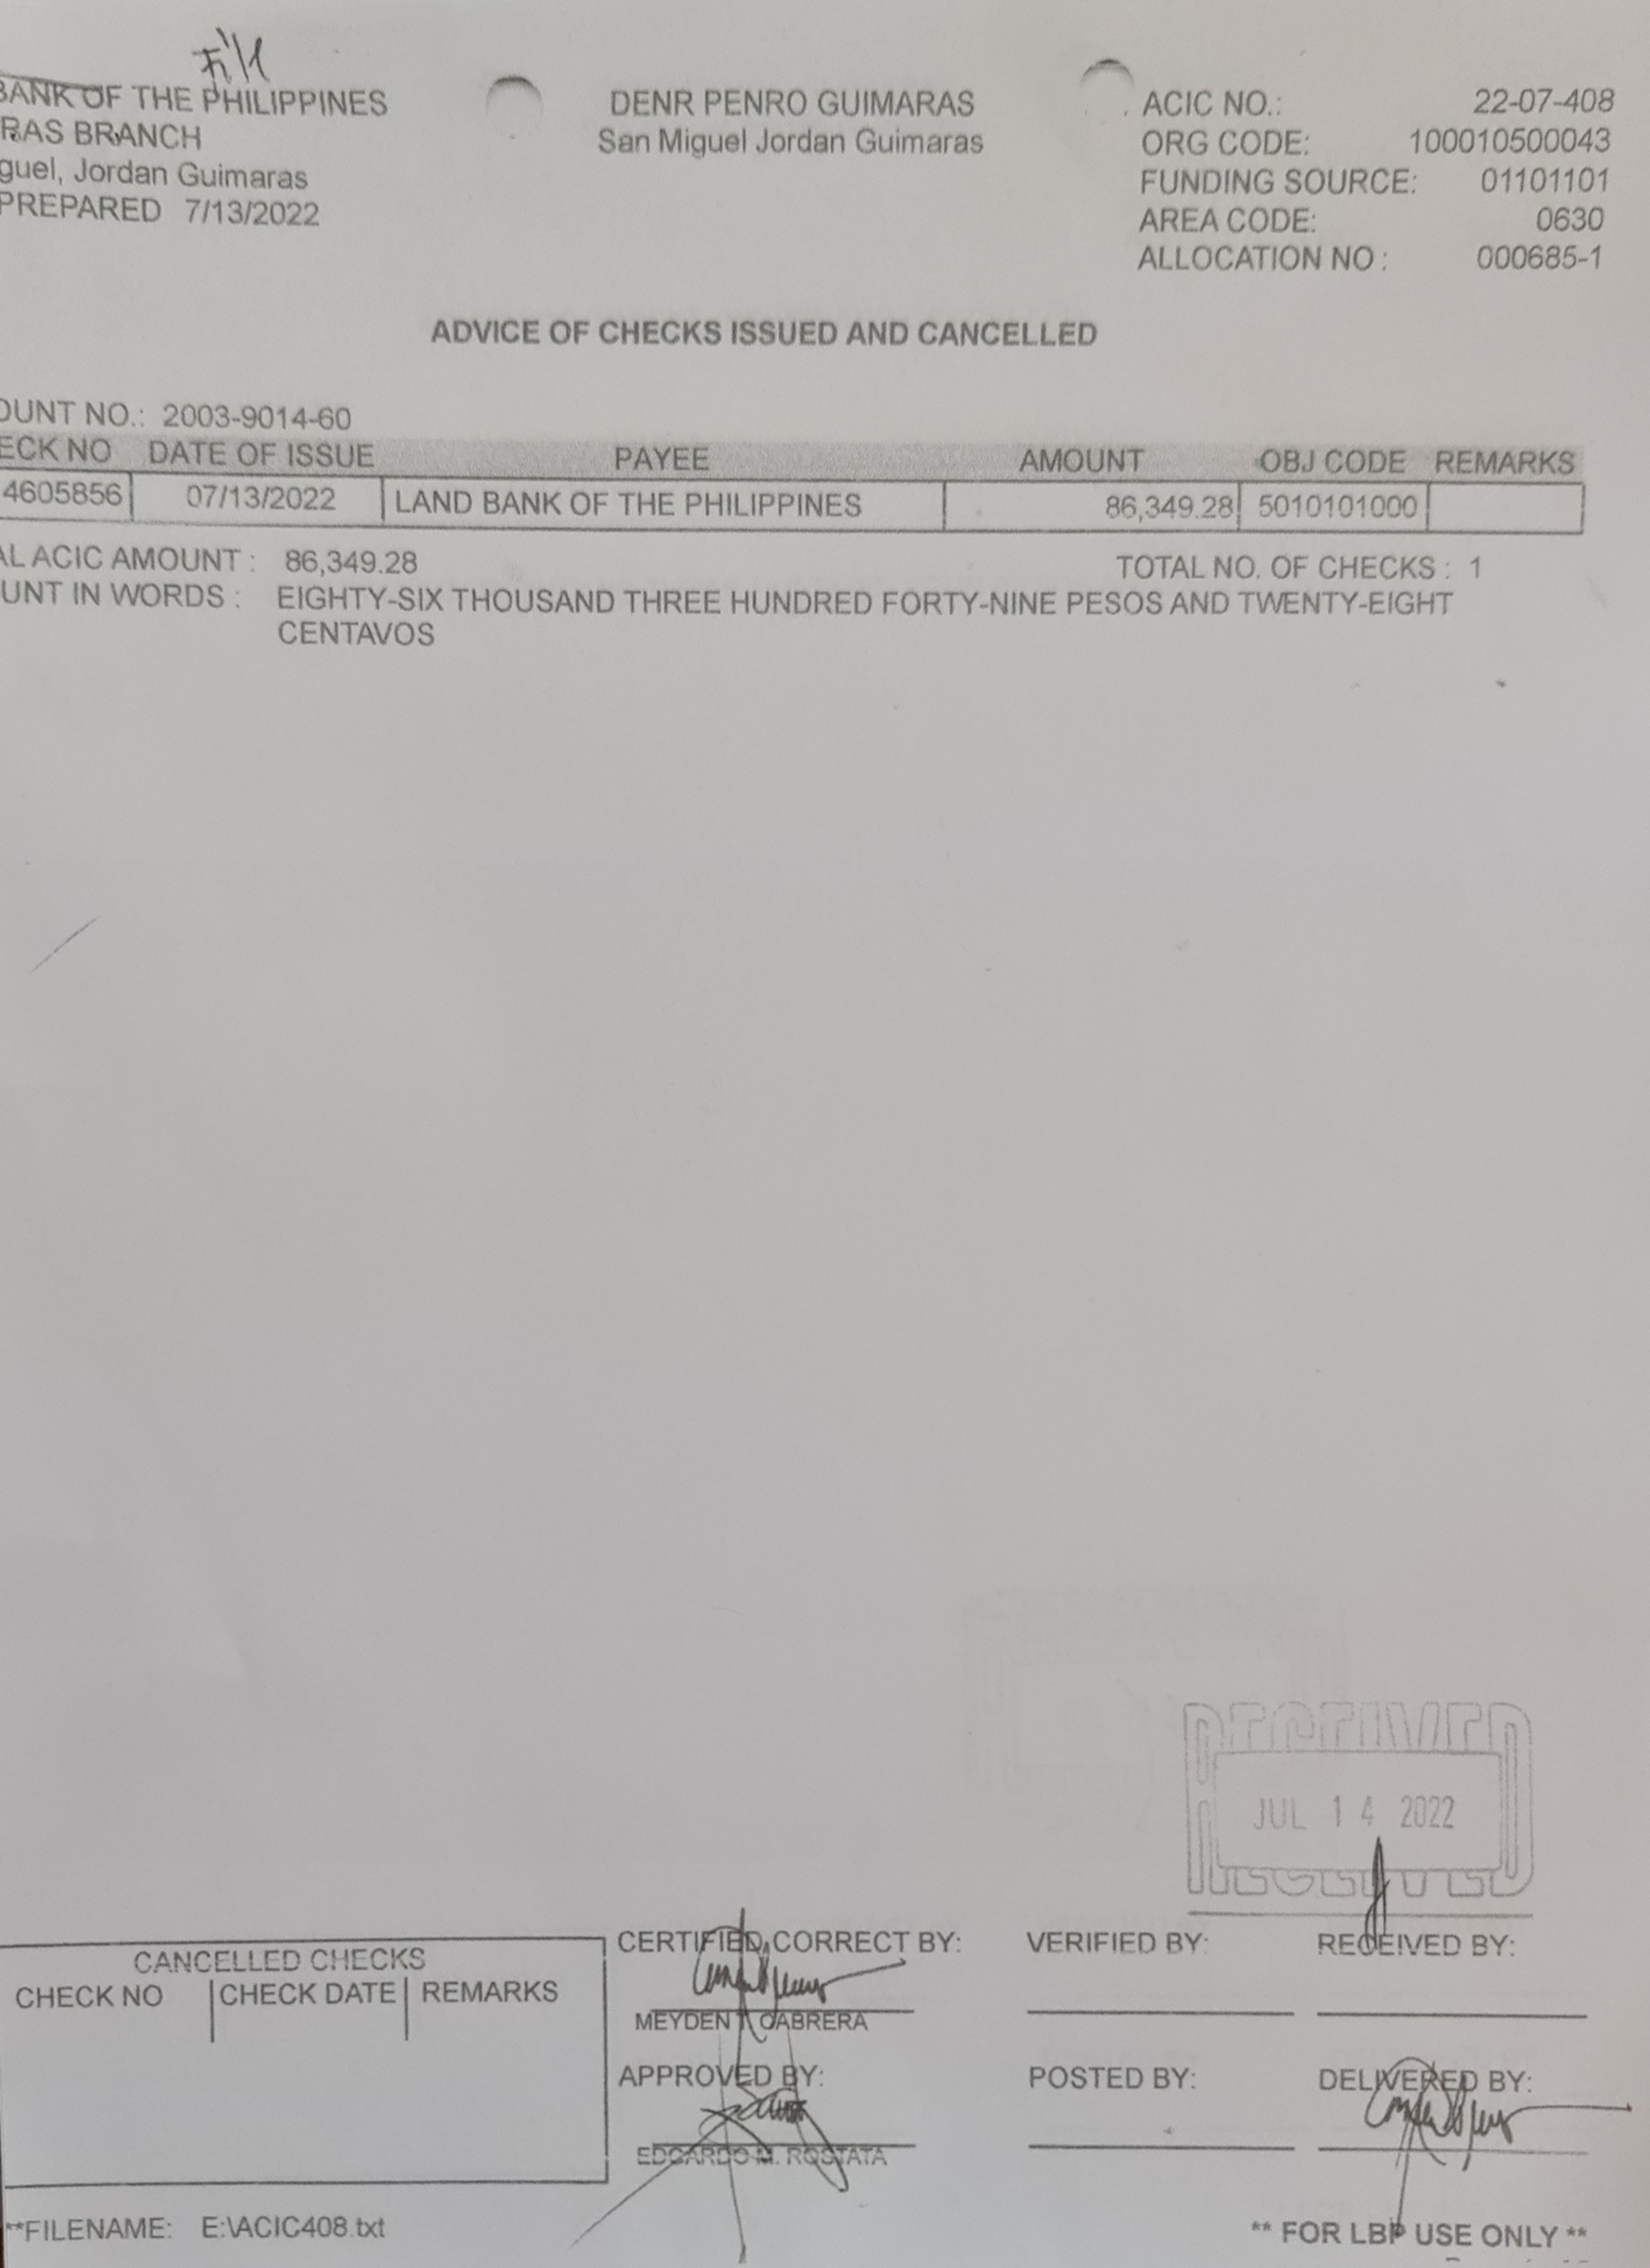 BANK OF THE PHILIPPINES
RAS BRANCH
guel, Jordan Guimaras
PREPARED 7/13/2022
DENR PENRO GUIMARAS
San Miguel Jordan Guimaras
ACIC NO.: 22-07-408
ORG CODE: 100010500043
FUNDING SOURCE: 01101101
AREA CODE: 0630
ALLOCATION NO : 000685-1
ADVICE OF CHECKS ISSUED AND CANCELLED
OUNT NO.: 2003-9014-60
ECK NO DATE OF ISSUE PAYEE AMOUNT OBJ CODE REMARKS
4605856 07/13/2022 LAND BANK OF THE PHILIPPINES 86,349.28 5010101000
AL ACIC AMOUNT : 86,349.28 TOTAL NO. OF CHECKS : 1
UNT IN WORDS : EIGHTY-SIX THOUSAND THREE HUNDRED FORTY-NINE PESOS AND TWENTY-EIGHT
CENTAVOS
RECEIVED
JUL 14 2022
RECEIVED
CANCELLED CHECKS
CHECK NO CHECK DATE REMARKS
CERTIFIED CORRECT BY: VERIFIED BY: RECEIVED BY:
MEYDEN CABRERA
APPROVED BY: POSTED BY: DELIVERED BY:
EDGARDO M. ROSTATA
**FILENAME: E:\ACIC408.txt
** FOR LBP USE ONLY **